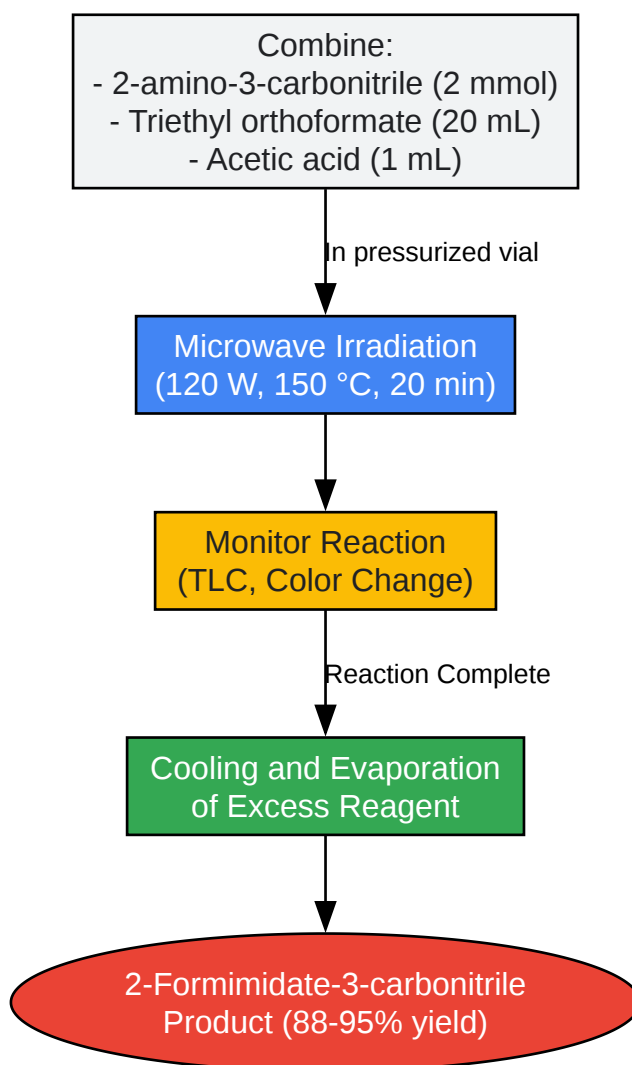 Combine:
- 2-amino-3-carbonitrile (2 mmol)
- Triethyl orthoformate (20 mL)
- Acetic acid (1 mL)
In pressurized vial
Microwave Irradiation
(120 W, 150 °C, 20 min)
Monitor Reaction
(TLC, Color Change)
Reaction Complete
Cooling and Evaporation
of Excess Reagent
2-Formimidate-3-carbonitrile
Product (88-95% yield)